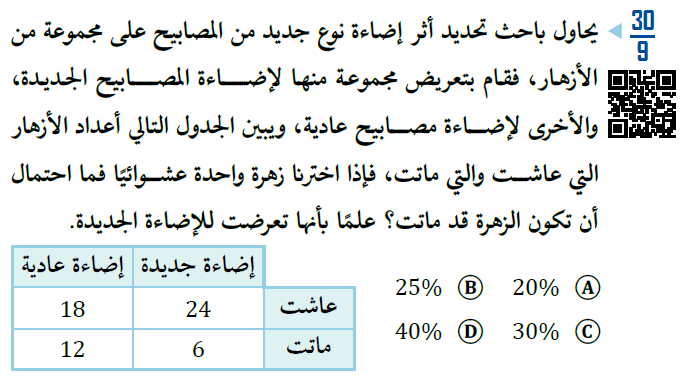 30
9
يحاول باحث تحديد أثر إضاءة نوع جديد من المصابيح على مجموعة من
الأزهار، فقام بتعريض مجموعة منها لإضاءة المصابيح الجديدة،
والأخرى لإضاءة مصابيح عادية، ويبين الجدول التالي أعداد الأزهار
التي عاشت والتي ماتت، فإذا اخترنا زهرة واحدة عشوائيًا فما احتمال
أن تكون الزهرة قد ماتت؟ علمًا بأنها تعرضت للإضاءة الجديدة.
A 20% B 25%
C 30% D 40%
إضاءة جديدة إضاءة عادية
عاشت 24 18
ماتت 6 12